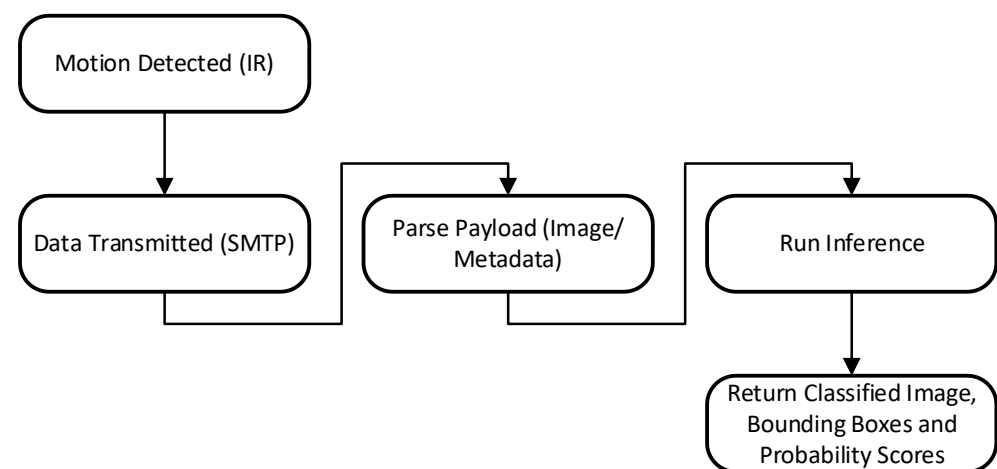 Motion Detected (IR)
Data Transmitted (SMTP)
Parse Payload (Image/
Metadata)
Run Inference
Return Classified Image,
Bounding Boxes and
Probability Scores